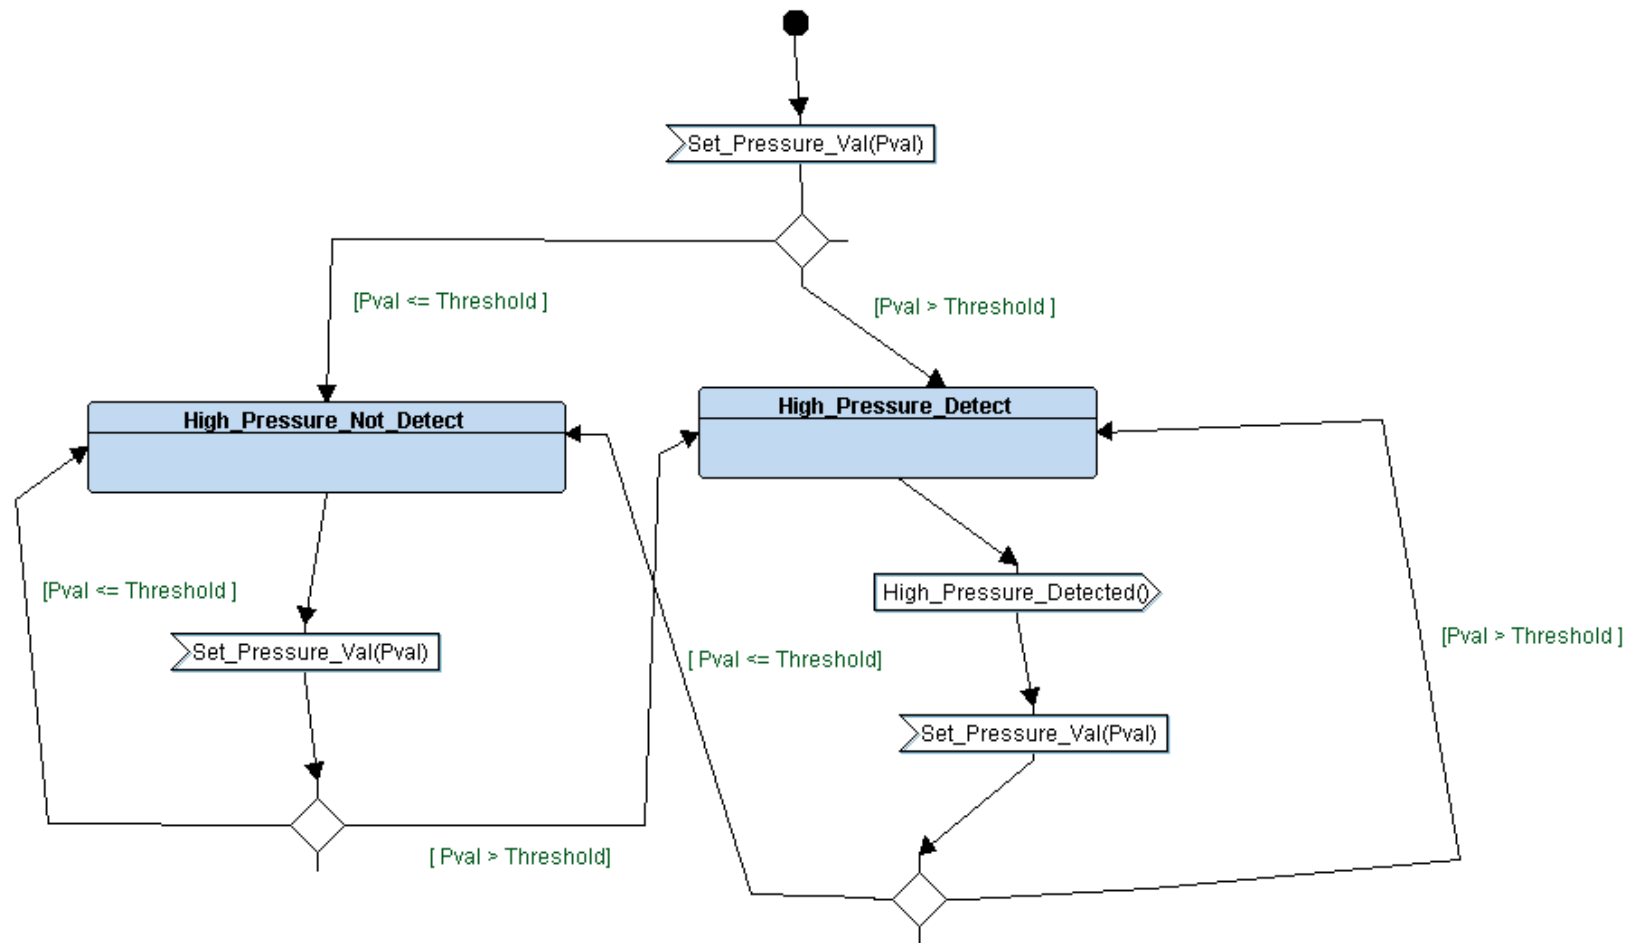 Set_Pressure_Val(Pval)
[Pval <= Threshold ]
[Pval > Threshold ]
High_Pressure_Not_Detect
High_Pressure_Detect
[Pval <= Threshold ]
High_Pressure_Detected()
Set_Pressure_Val(Pval)
[ Pval <= Threshold]
[Pval > Threshold ]
Set_Pressure_Val(Pval)
[ Pval > Threshold]